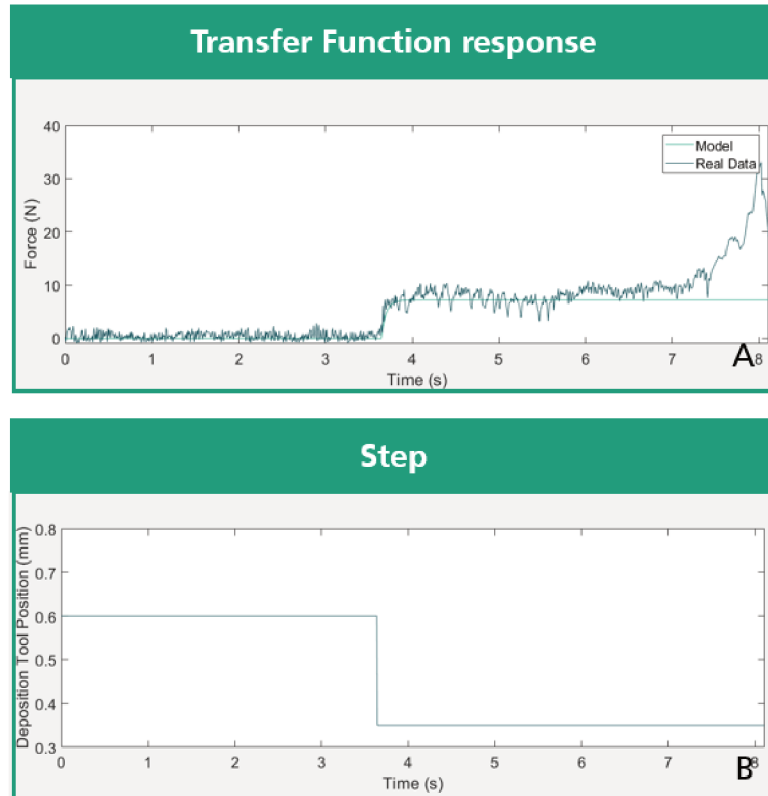 Transfer Function response
40
30
20
10
0
Force (N)
Model
Real Data
0 1 2 3 4 5 6 7 8
Time (s)
A
Step
0.8
0.7
0.6
0.5
0.4
0.3
Deposition Tool Position (mm)
0 1 2 3 4 5 6 7 8
Time (s)
B